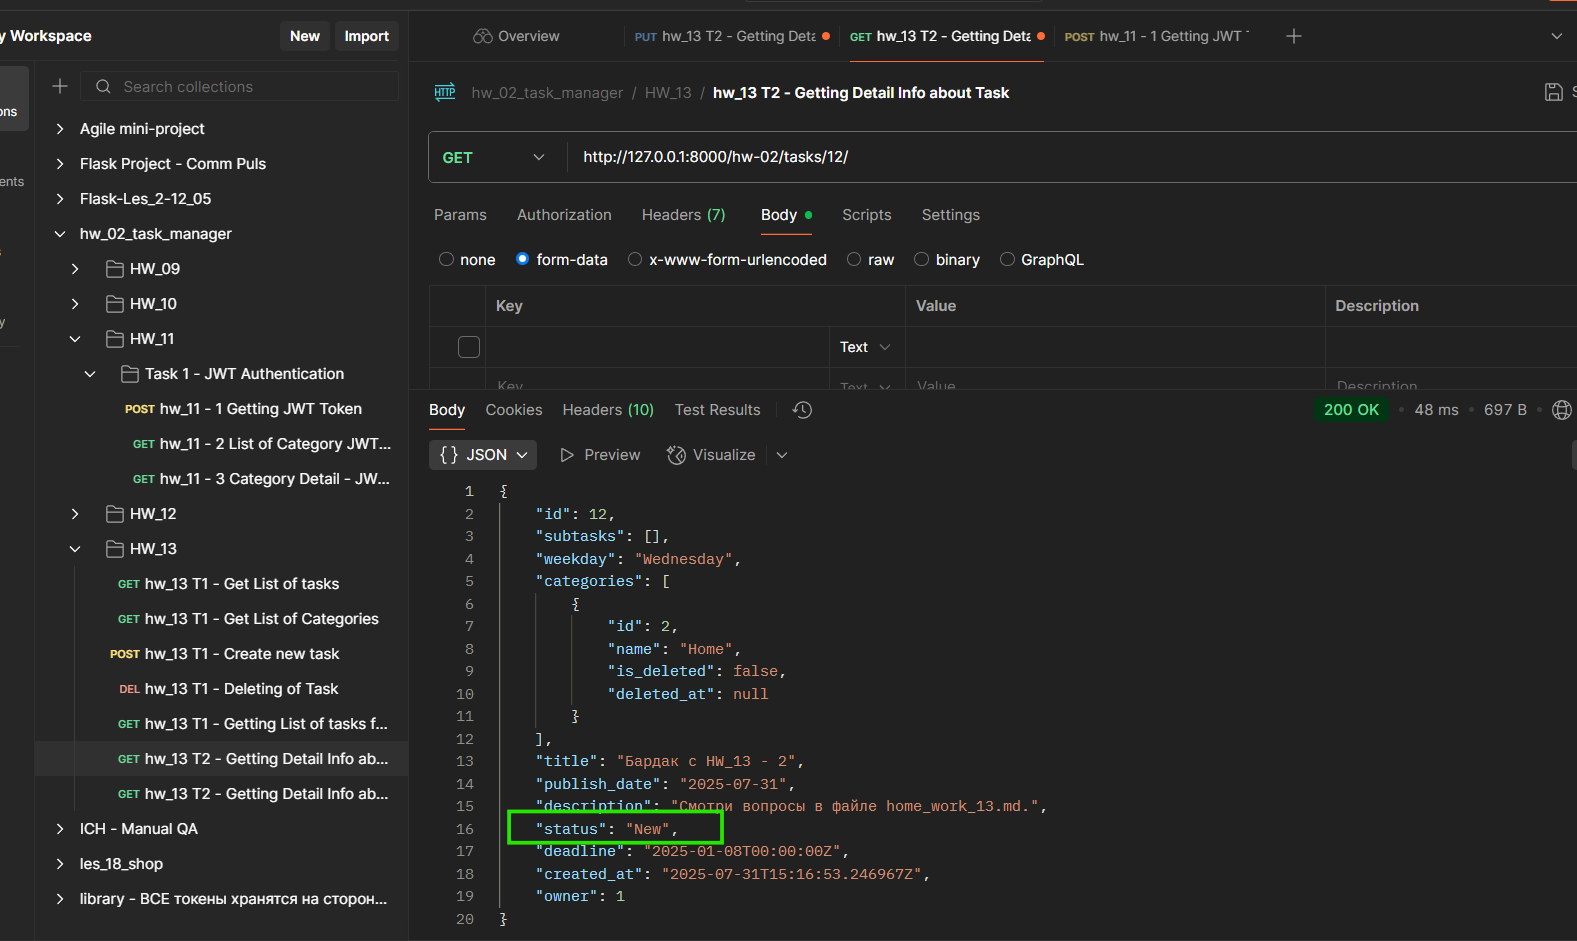 y Workspace
New
Import
Overview
PUT hw_13 T2 - Getting Deta
GET hw_13 T2 - Getting Deta
POST hw_11 - 1 Getting JWT
Search collections
ons
ents
y
Agile mini-project
Flask Project - Comm Puls
Flask-Les_2-12_05
hw_02_task_manager
HW_09
HW_10
HW_11
Task 1 - JWT Authentication
POST hw_11 - 1 Getting JWT Token
GET hw_11 - 2 List of Category JWT...
GET hw_11 - 3 Category Detail - JW...
HW_12
HW_13
GET hw_13 T1 - Get List of tasks
GET hw_13 T1 - Get List of Categories
POST hw_13 T1 - Create new task
DEL hw_13 T1 - Deleting of Task
GET hw_13 T1 - Getting List of tasks f...
GET hw_13 T2 - Getting Detail Info ab...
GET hw_13 T2 - Getting Detail Info ab...
ICH - Manual QA
les_18_shop
library - ВСЕ токены хранятся на сторон...
HTTP hw_02_task_manager / HW_13 / hw_13 T2 - Getting Detail Info about Task
GET http://127.0.0.1:8000/hw-02/tasks/12/
Params Authorization Headers (7) Body Scripts Settings
none form-data x-www-form-urlencoded raw binary GraphQL
Key Value Description
Text
Key Text Value Description
Body Cookies Headers (10) Test Results 200 OK • 48 ms • 697 B •
{} JSON Preview Visualize
1 {
2 "id": 12,
3 "subtasks": [],
4 "weekday": "Wednesday",
5 "categories": [
6 {
7 "id": 2,
8 "name": "Home",
9 "is_deleted": false,
10 "deleted_at": null
11 }
12 ],
13 "title": "Бардак с HW_13 - 2",
14 "publish_date": "2025-07-31",
15 "description": "Смотри вопросы в файле home_work_13.md.",
16 "status": "New",
17 "deadline": "2025-01-08T00:00:00Z",
18 "created_at": "2025-07-31T15:16:53.246967Z",
19 "owner": 1
20 }